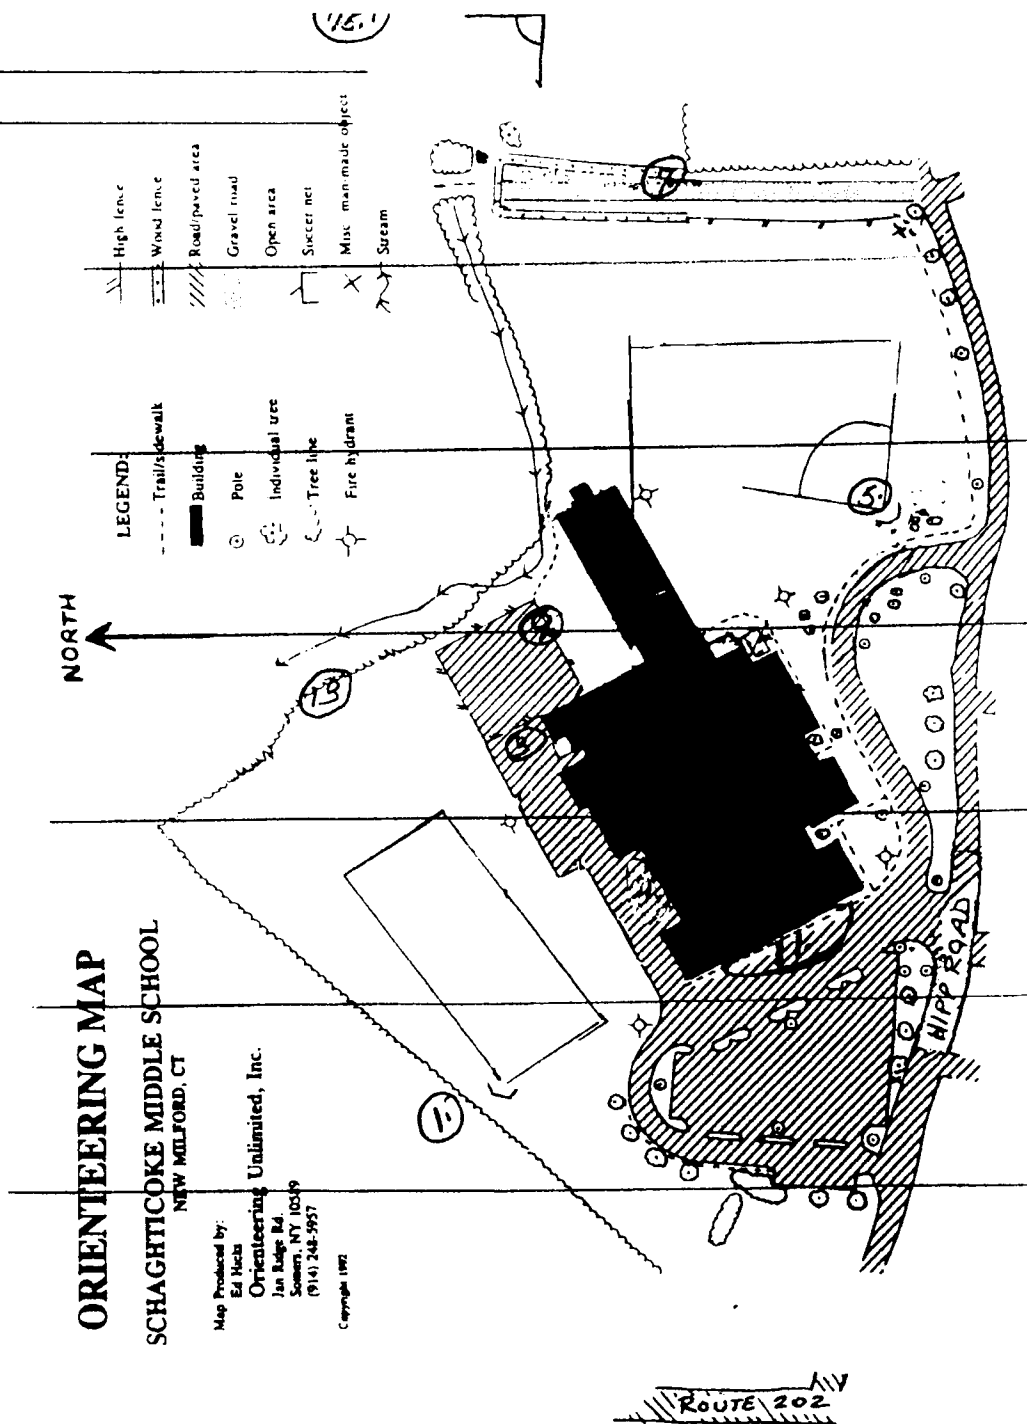 ORIENTEERING MAP
SCHAGHTICOKE MIDDLE SCHOOL
NEW MILFORD, CT
Map Produced by:
Ed Hicks
Orienteering Unlimited, Inc.
Jan Ridge Rd.
Somers, NY 10589
(914) 248-5957
Copyright 1992
NORTH
LEGEND:
Trail/sidewalk
Building
Pole
Individual tree
Tree line
Fire hydrant
High fence
Wood fence
Road/paved area
Gravel road
Open area
Soccer net
Misc man-made object
Stream
1.
13
5.
HIPP ROAD
ROUTE 202